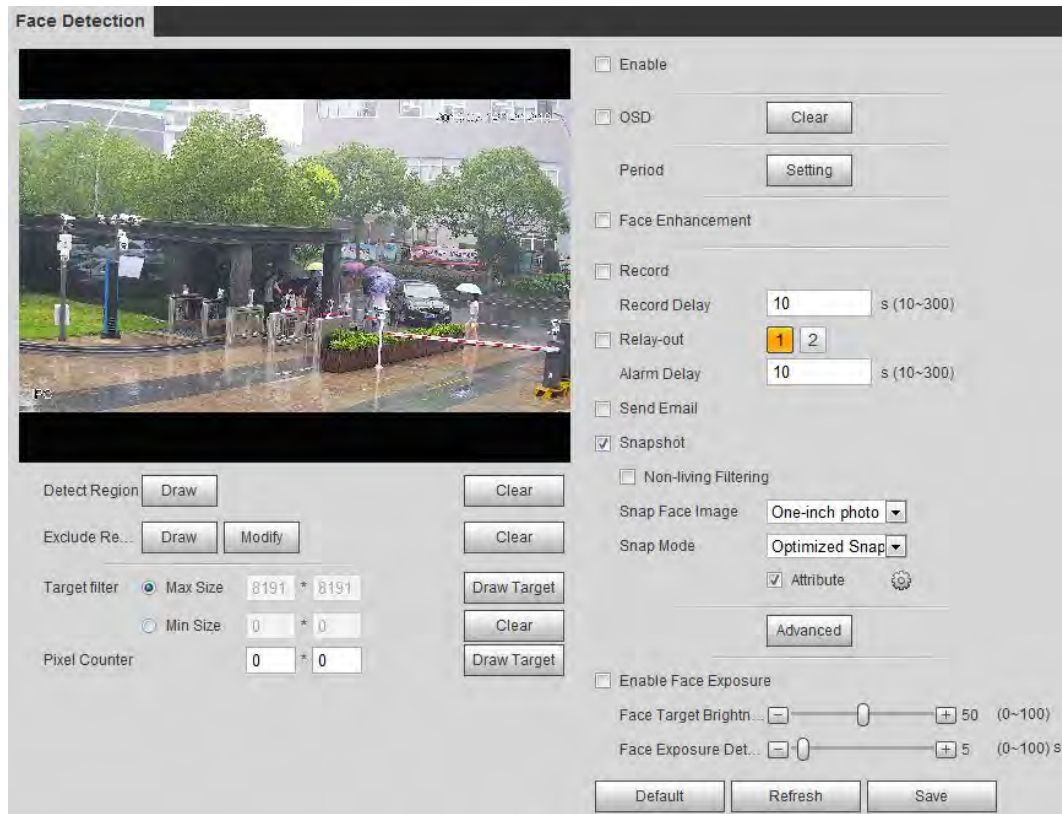 Face Detection
Enable
OSD Clear
Period Setting
Face Enhancement
Record
Record Delay 10 s (10~300)
Relay-out 1 2
Alarm Delay 10 s (10~300)
Send Email
Snapshot
Non-living Filtering
Snap Face Image One-inch photo
Snap Mode Optimized Snap
Attribute
Advanced
Enable Face Exposure
Face Target Brightn... 50 (0~100)
Face Exposure Det... 5 (0~100) s
Default Refresh Save
PC
Detect Region Draw Clear
Exclude Re... Draw Modify Clear
Target filter Max Size 8191 * 8191 Draw Target
Min Size 0 * 0 Clear
Pixel Counter 0 * 0 Draw Target